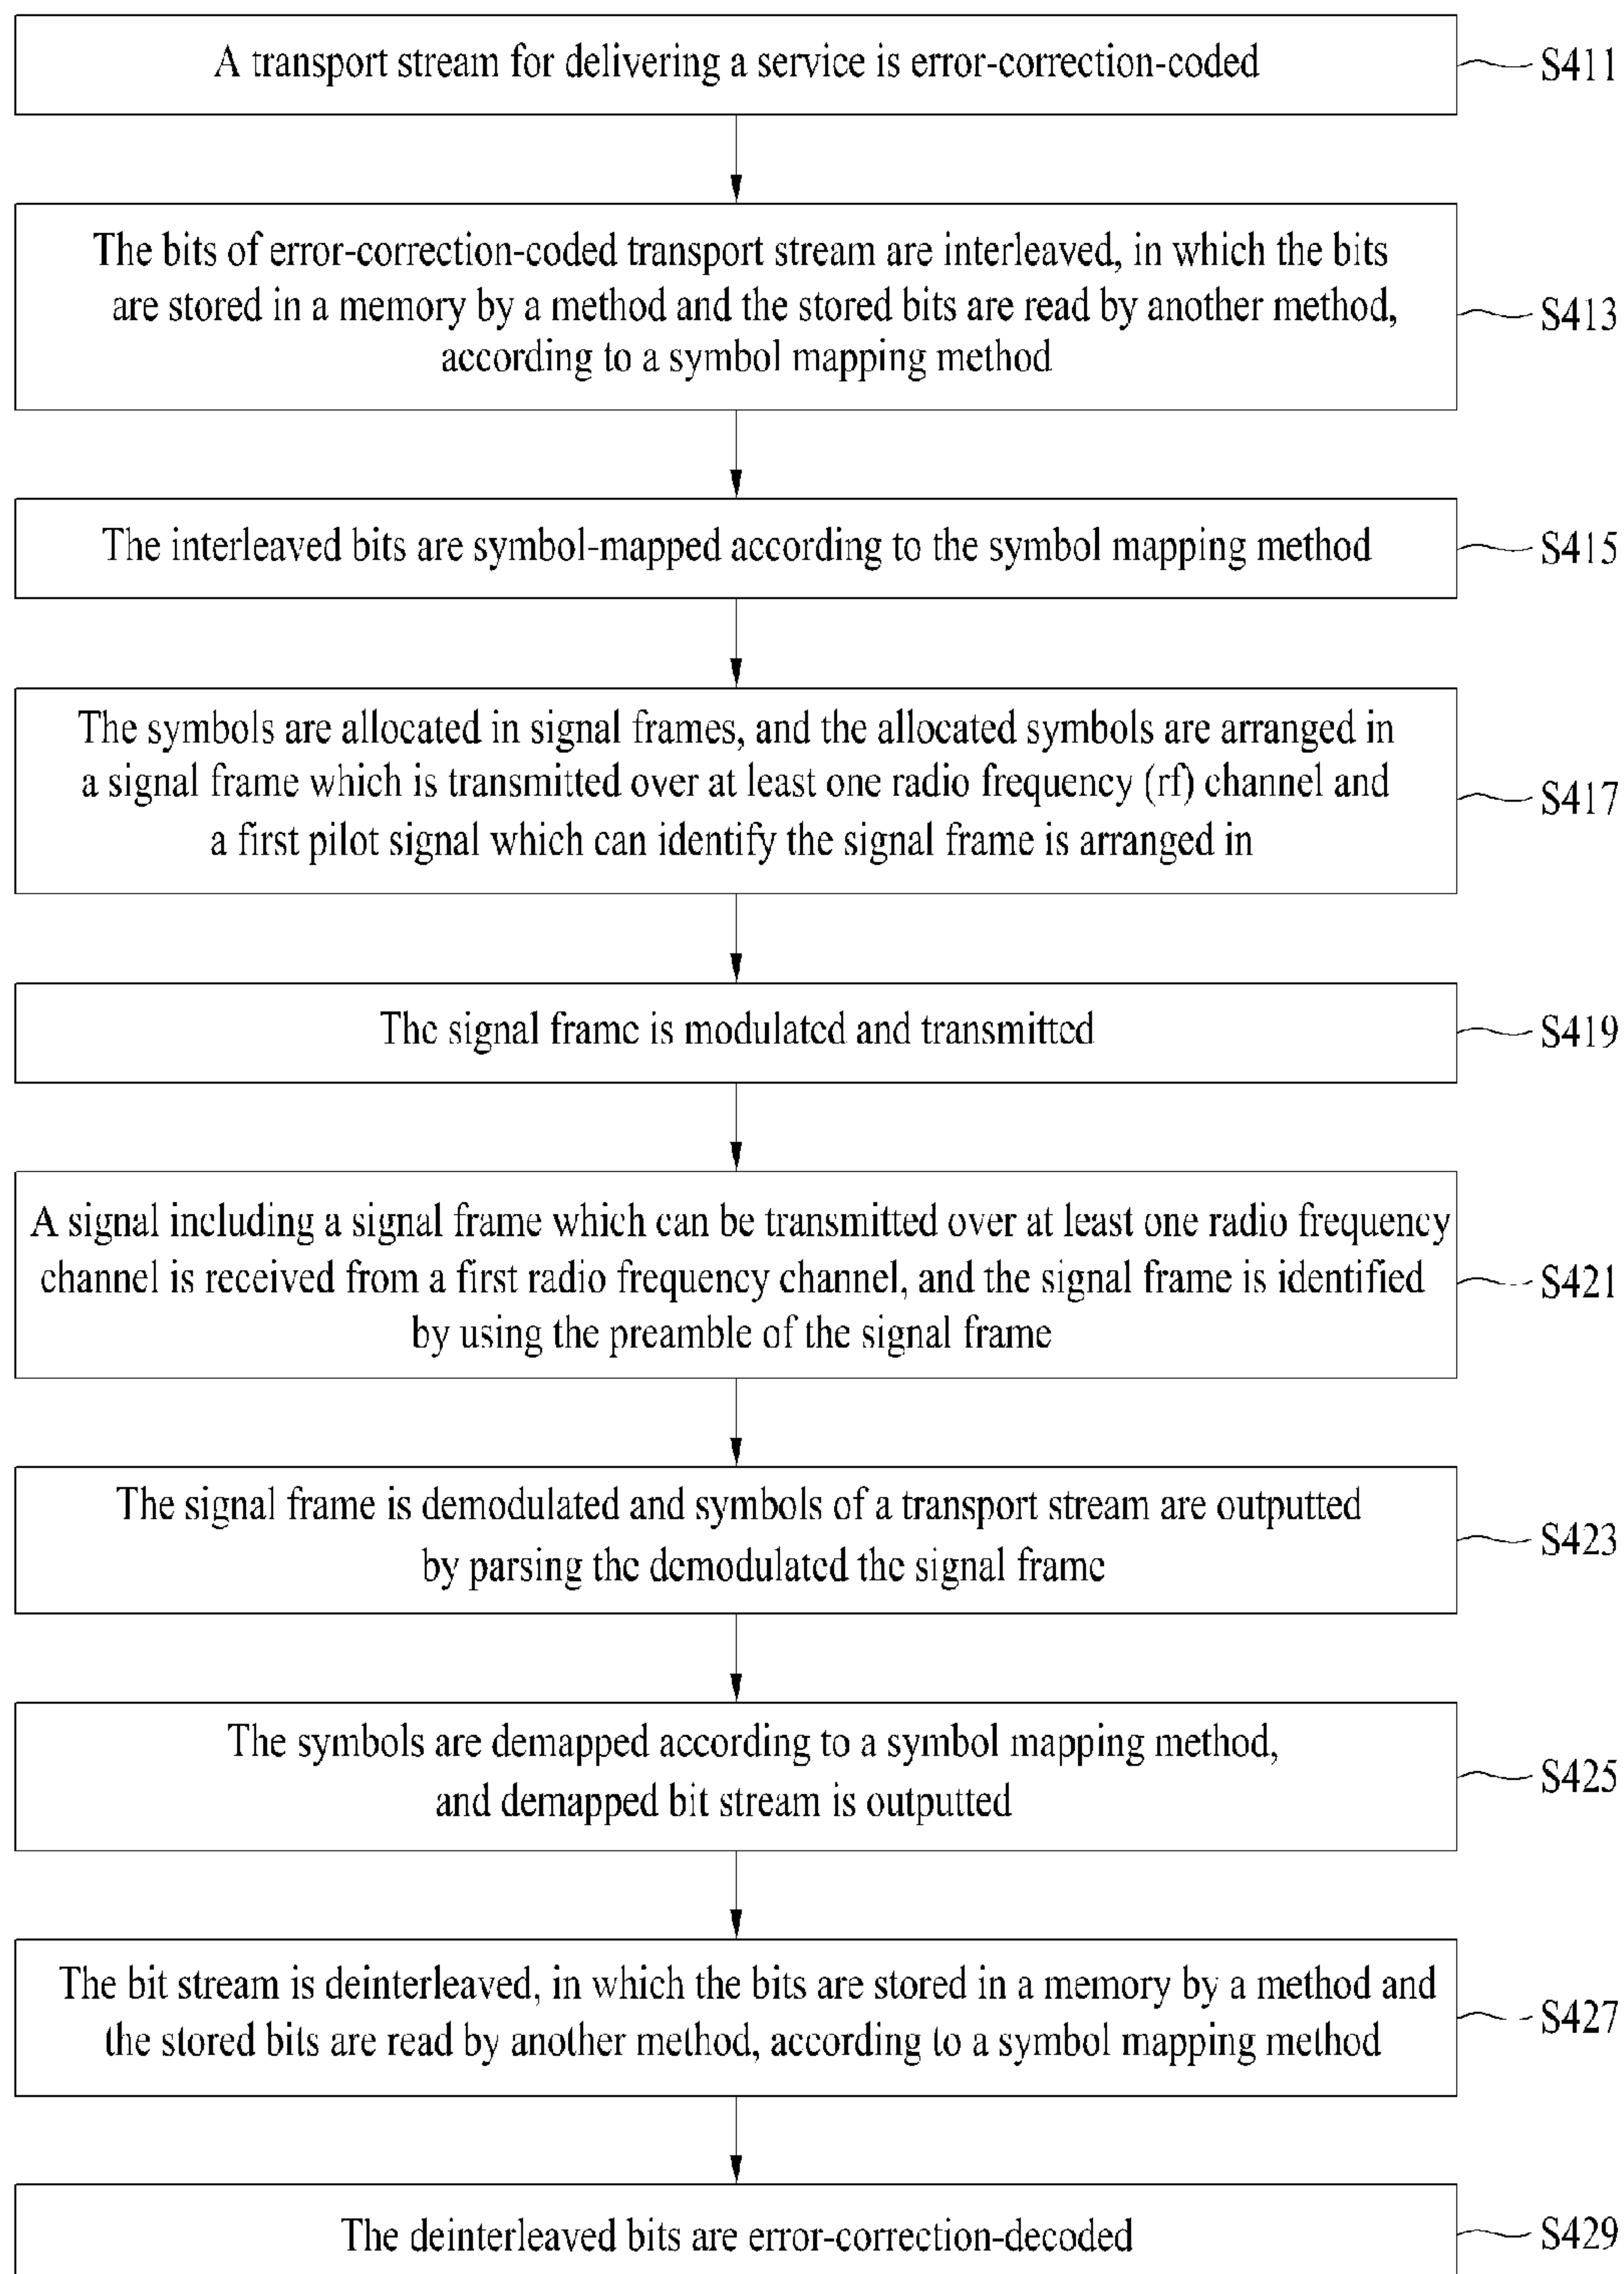 A transport stream for delivering a service is error-correction-coded
S411
The bits of error-correction-coded transport stream are interleaved, in which the bits
are stored in a memory by a method and the stored bits are read by another method,
according to a symbol mapping method
S413
The interleaved bits are symbol-mapped according to the symbol mapping method
S415
The symbols are allocated in signal frames, and the allocated symbols are arranged in
a signal frame which is transmitted over at least one radio frequency (rf) channel and
a first pilot signal which can identify the signal frame is arranged in
S417
The signal frame is modulated and transmitted
S419
A signal including a signal frame which can be transmitted over at least one radio frequency
channel is received from a first radio frequency channel, and the signal frame is identified
by using the preamble of the signal frame
S421
The signal frame is demodulated and symbols of a transport stream are outputted
by parsing the demodulated the signal frame
S423
The symbols are demapped according to a symbol mapping method,
and demapped bit stream is outputted
S425
The bit stream is deinterleaved, in which the bits are stored in a memory by a method and
the stored bits are read by another method, according to a symbol mapping method
S427
The deinterleaved bits are error-correction-decoded
S429